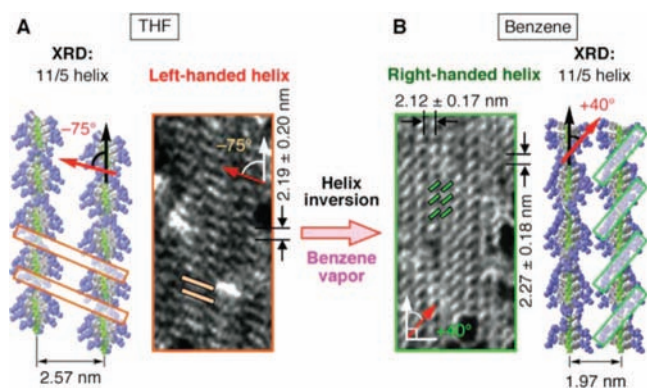 A
THF
XRD:
11/5 helix
−75°
2.57 nm
Left-handed helix
−75°
2.19 ± 0.20 nm
Helix
inversion
Benzene
vapor
B
Benzene
Right-handed helix
2.12 ± 0.17 nm
+40°
2.27 ± 0.18 nm
XRD:
11/5 helix
+40°
1.97 nm